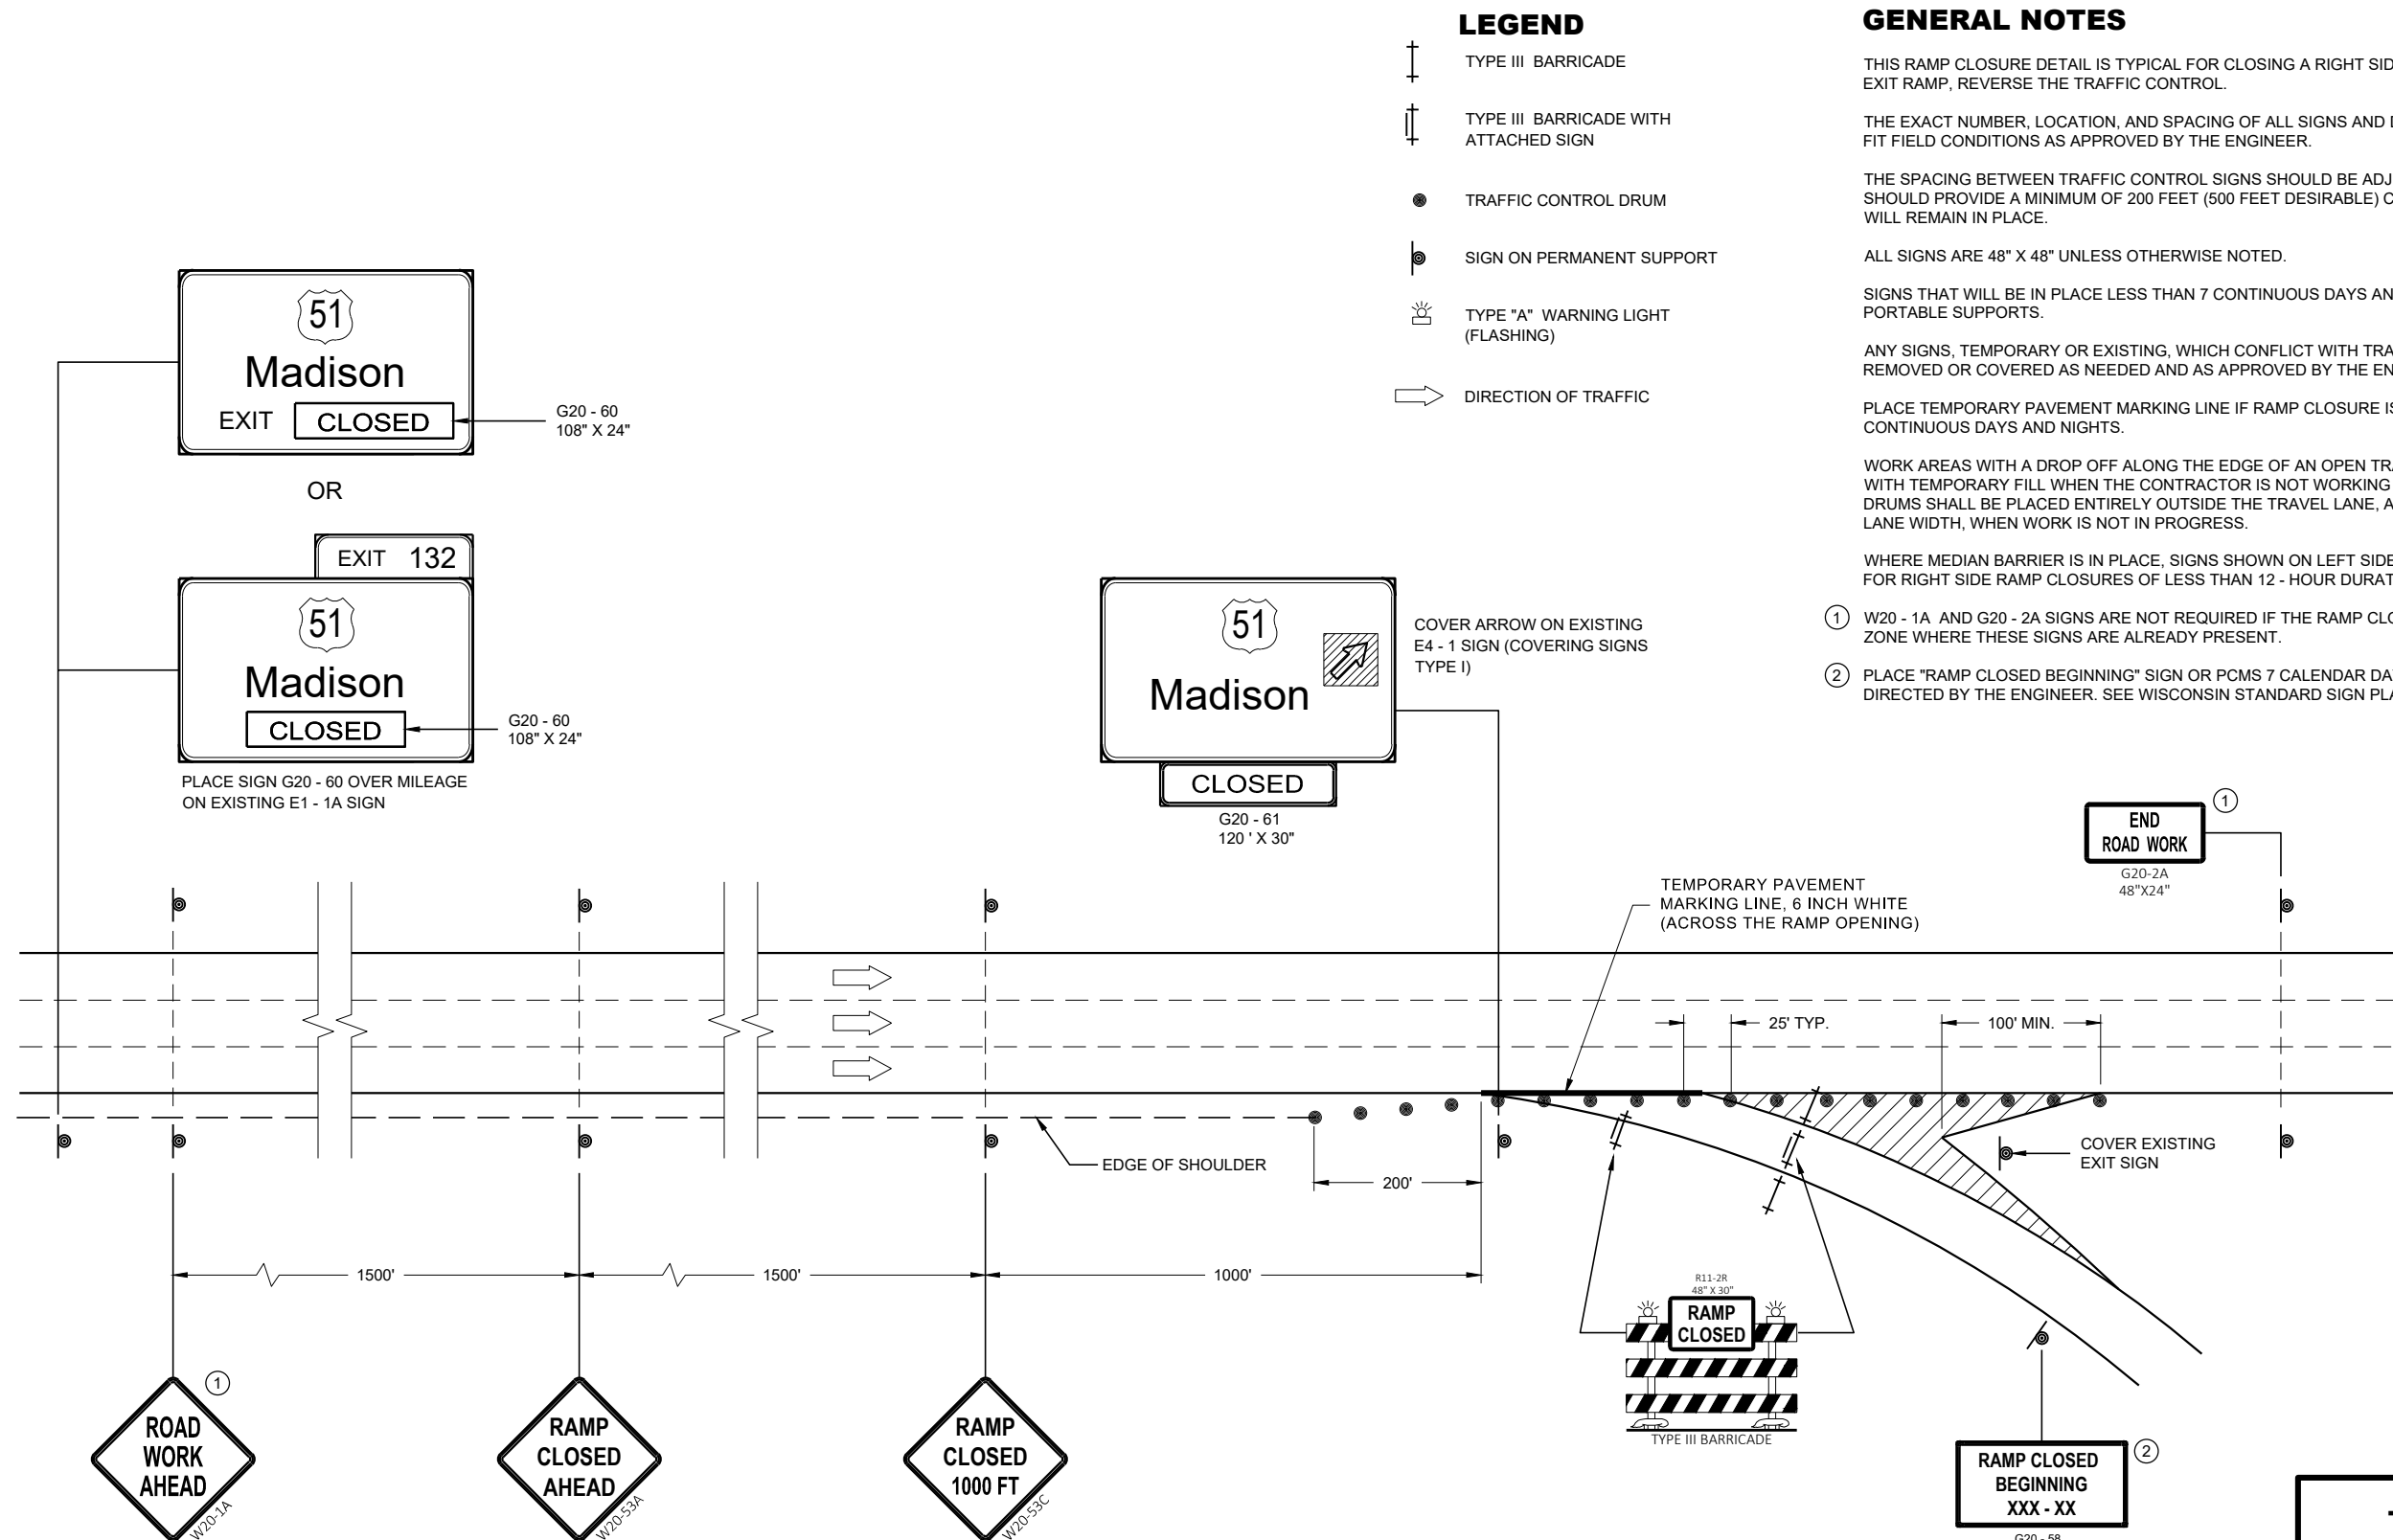 LEGEND
TYPE III BARRICADE
TYPE III BARRICADE WITH
ATTACHED SIGN
TRAFFIC CONTROL DRUM
SIGN ON PERMANENT SUPPORT
TYPE "A" WARNING LIGHT
(FLASHING)
DIRECTION OF TRAFFIC
GENERAL NOTES
THIS RAMP CLOSURE DETAIL IS TYPICAL FOR CLOSING A RIGHT SID
EXIT RAMP, REVERSE THE TRAFFIC CONTROL.
THE EXACT NUMBER, LOCATION, AND SPACING OF ALL SIGNS AND
FIT FIELD CONDITIONS AS APPROVED BY THE ENGINEER.
THE SPACING BETWEEN TRAFFIC CONTROL SIGNS SHOULD BE ADJ
SHOULD PROVIDE A MINIMUM OF 200 FEET (500 FEET DESIRABLE)
WILL REMAIN IN PLACE.
ALL SIGNS ARE 48" X 48" UNLESS OTHERWISE NOTED.
SIGNS THAT WILL BE IN PLACE LESS THAN 7 CONTINUOUS DAYS AN
PORTABLE SUPPORTS.
ANY SIGNS, TEMPORARY OR EXISTING, WHICH CONFLICT WITH TRA
REMOVED OR COVERED AS NEEDED AND AS APPROVED BY THE EN
PLACE TEMPORARY PAVEMENT MARKING LINE IF RAMP CLOSURE IS
CONTINUOUS DAYS AND NIGHTS.
WORK AREAS WITH A DROP OFF ALONG THE EDGE OF AN OPEN TRA
WITH TEMPORARY FILL WHEN THE CONTRACTOR IS NOT WORKING
DRUMS SHALL BE PLACED ENTIRELY OUTSIDE THE TRAVEL LANE, A
LANE WIDTH, WHEN WORK IS NOT IN PROGRESS.
WHERE MEDIAN BARRIER IS IN PLACE, SIGNS SHOWN ON LEFT SIDE
FOR RIGHT SIDE RAMP CLOSURES OF LESS THAN 12 - HOUR DURAT
1 W20 - 1A AND G20 - 2A SIGNS ARE NOT REQUIRED IF THE RAMP CLO
ZONE WHERE THESE SIGNS ARE ALREADY PRESENT.
2 PLACE "RAMP CLOSED BEGINNING" SIGN OR PCMS 7 CALENDAR DA
DIRECTED BY THE ENGINEER. SEE WISCONSIN STANDARD SIGN PLA
51
Madison
EXIT CLOSED
G20 - 60
108" X 24"
OR
EXIT 132
51
Madison
CLOSED
G20 - 60
108" X 24"
PLACE SIGN G20 - 60 OVER MILEAGE
ON EXISTING E1 - 1A SIGN
51
Madison
CLOSED
G20 - 61
120 ' X 30"
COVER ARROW ON EXISTING
E4 - 1 SIGN (COVERING SIGNS
TYPE I)
END
ROAD WORK
1
G20-2A
48"X24"
TEMPORARY PAVEMENT
MARKING LINE, 6 INCH WHITE
(ACROSS THE RAMP OPENING)
25' TYP.
100' MIN.
EDGE OF SHOULDER
200'
COVER EXISTING
EXIT SIGN
1500'
1500'
1000'
R11-2R
48" X 30"
RAMP
CLOSED
TYPE III BARRICADE
1
ROAD
WORK
AHEAD
W20-1A
RAMP
CLOSED
AHEAD
W20-53A
RAMP
CLOSED
1000 FT
W20-53C
RAMP CLOSED
BEGINNING
XXX - XX
2
G20 - 58